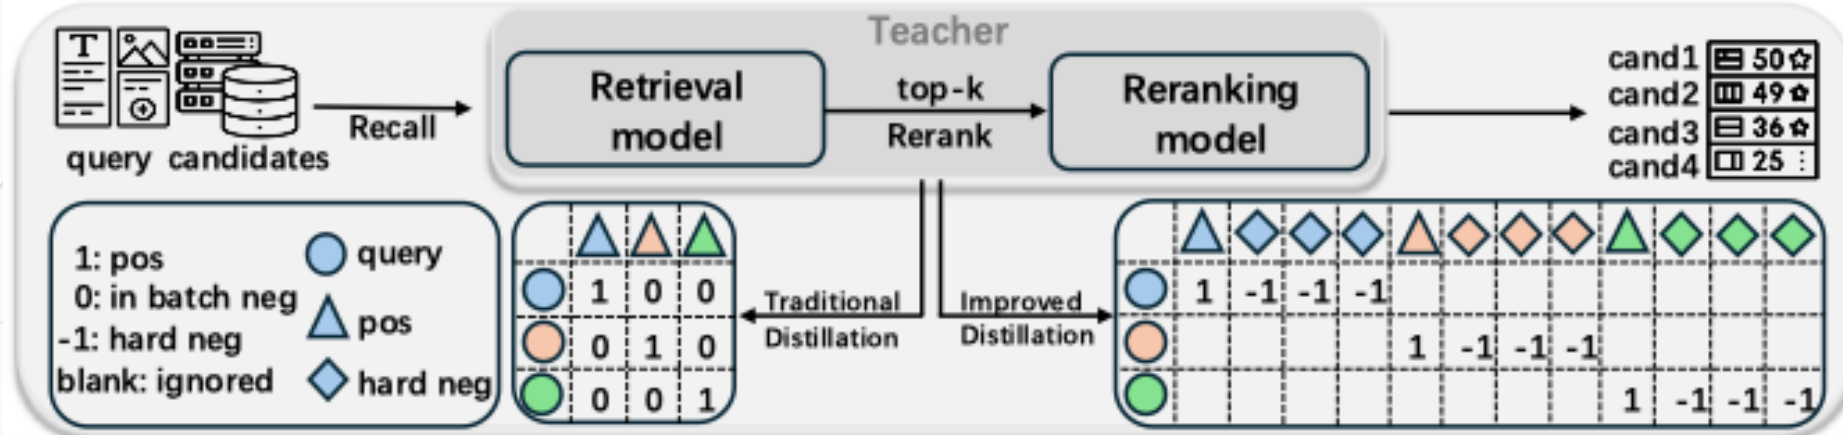 Teacher
T
query candidates
Recall
Retrieval
model
top-k
Rerank
Reranking
model
cand1 50
cand2 49
cand3 36
cand4 25
1: pos
0: in batch neg
-1: hard neg
blank: ignored
query
pos
hard neg
1 0 0
0 1 0
0 0 1
Traditional
Distillation
Improved
Distillation
1 -1 -1 -1
1 -1 -1 -1
1 -1 -1 -1